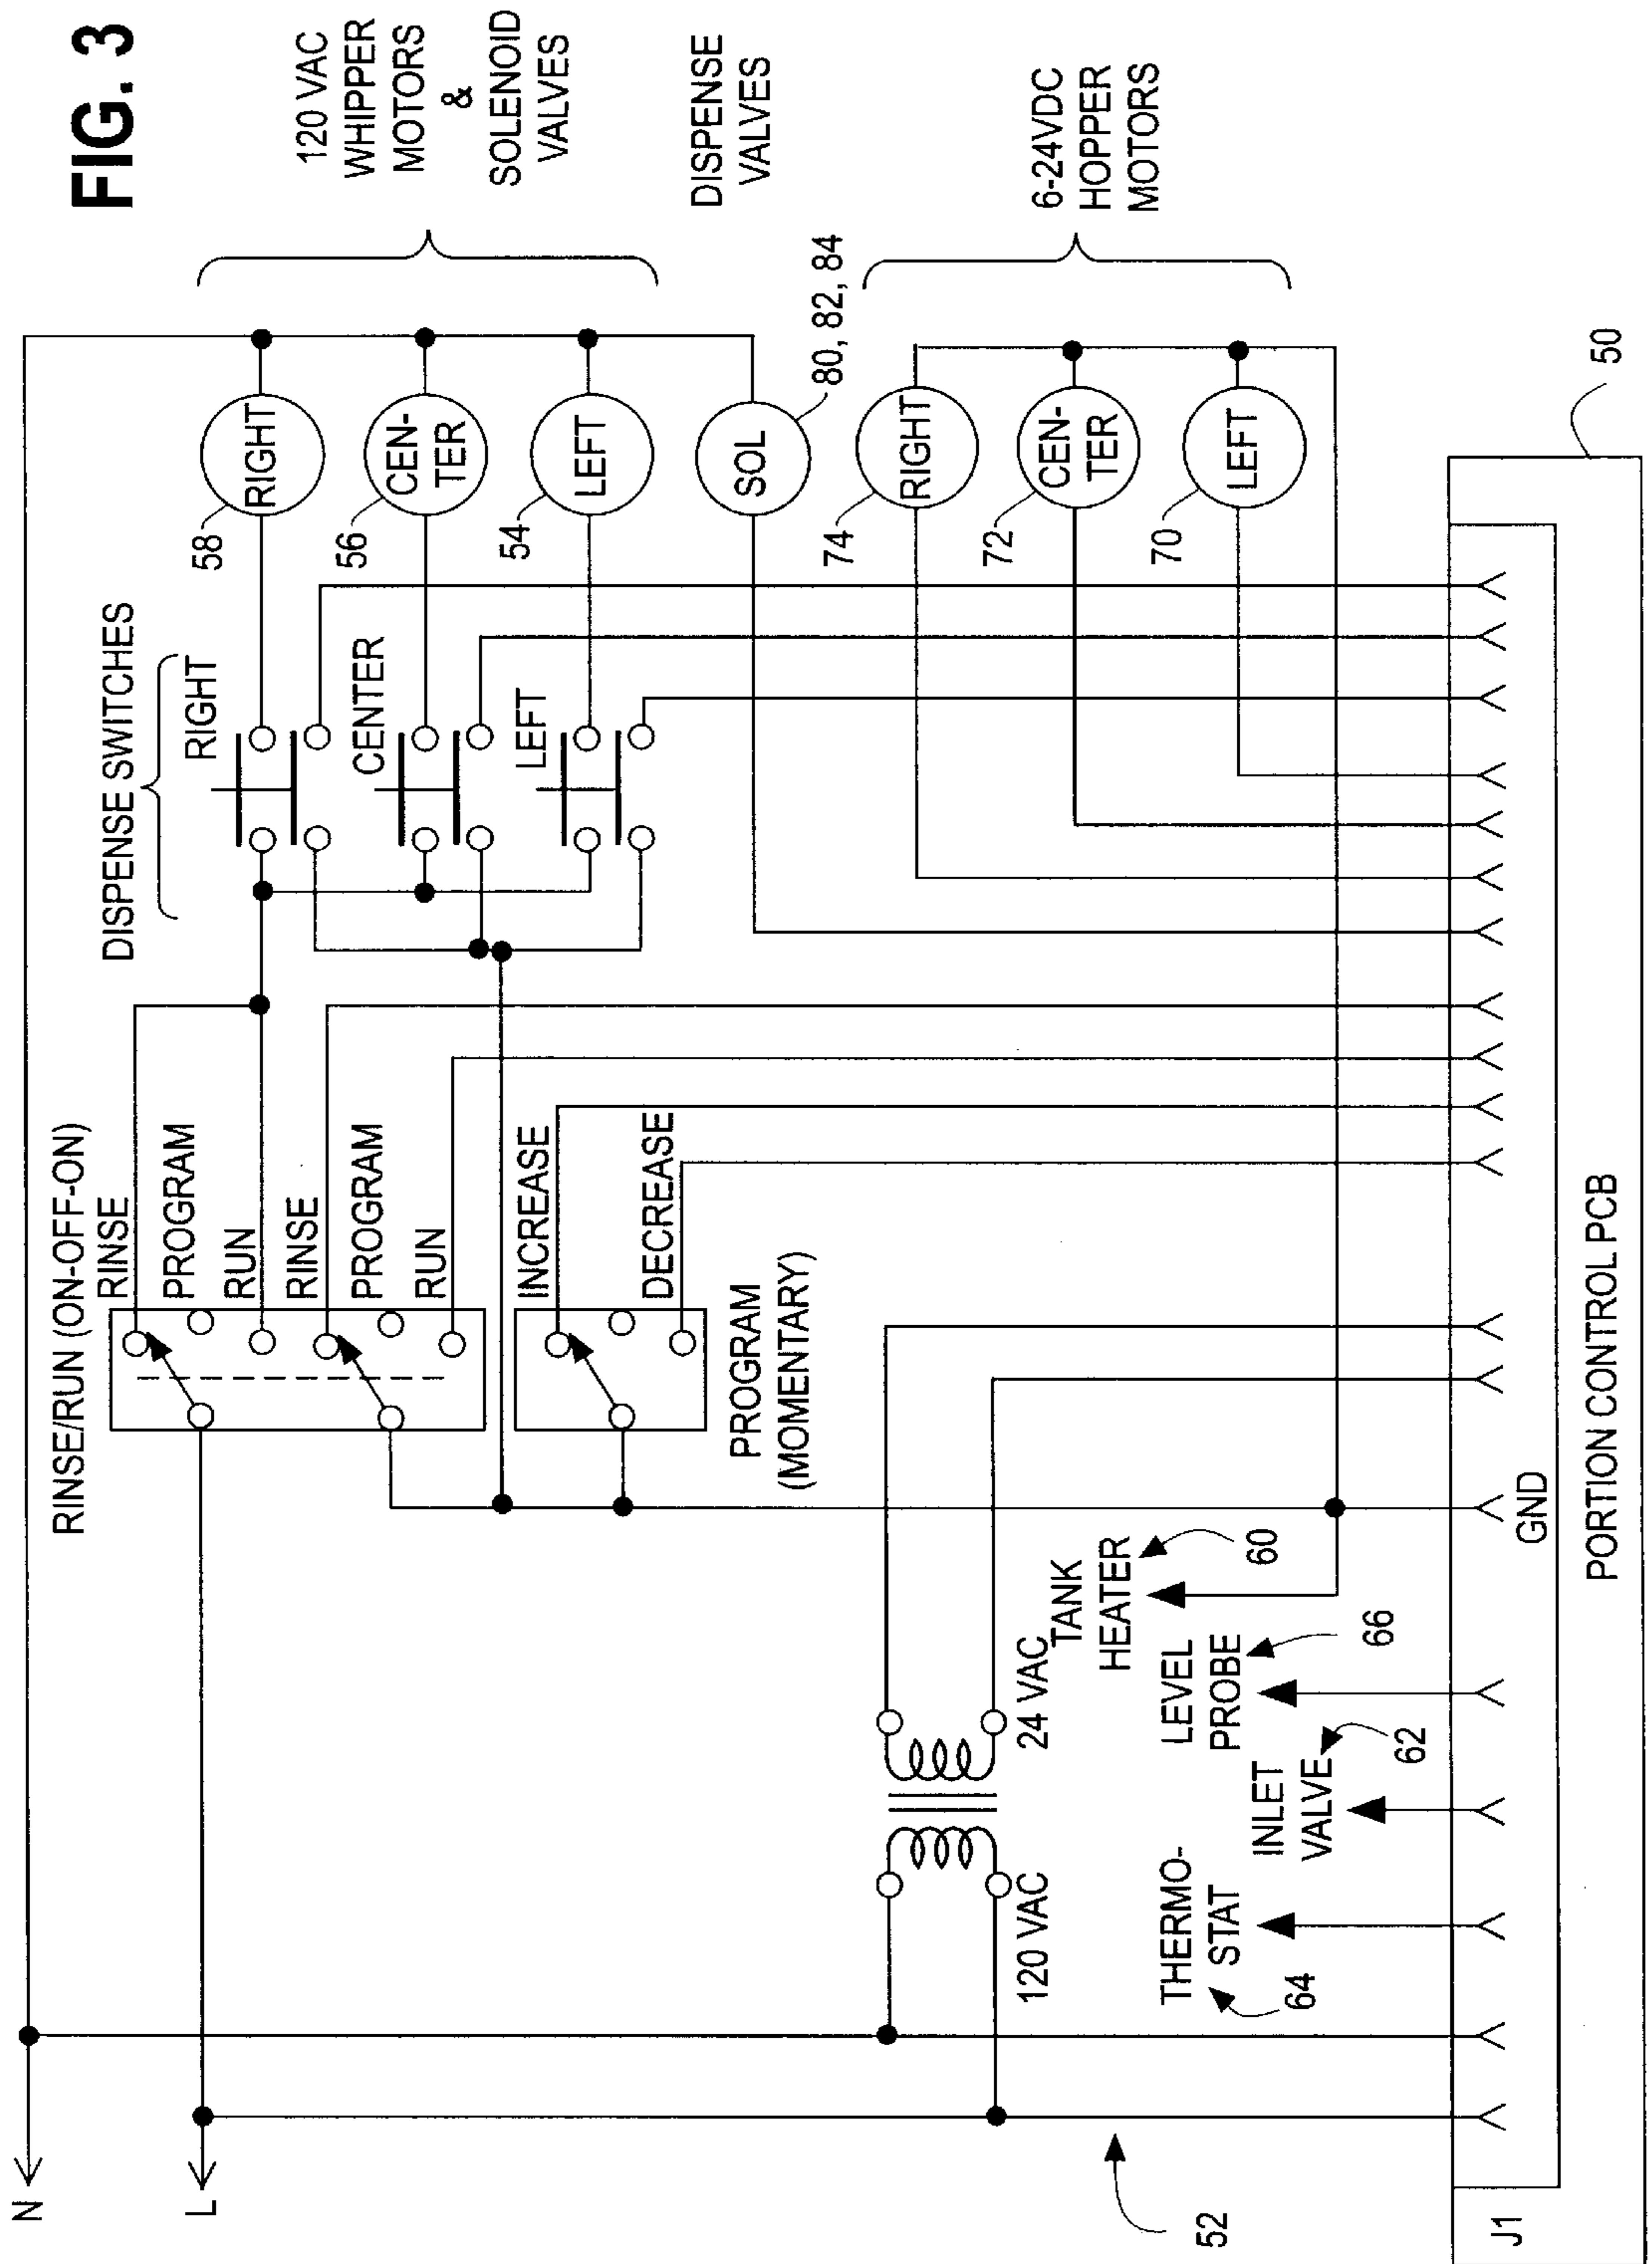 FIG. 3
N
L
RINSE/RUN (ON-OFF-ON)
RINSE
PROGRAM
RUN
RINSE
PROGRAM
RUN
INCREASE
DECREASE
PROGRAM
(MOMENTARY)
DISPENSE SWITCHES
RIGHT
CENTER
LEFT
58
RIGHT
56
CEN-
TER
54
LEFT
SOL
80, 82, 84
74
RIGHT
72
CEN-
TER
70
LEFT
120 VAC
WHIPPER
MOTORS
&
SOLENOID
VALVES
DISPENSE
VALVES
6-24VDC
HOPPER
MOTORS
120 VAC
24 VAC
TANK
HEATER
60
LEVEL
PROBE
66
INLET
VALVE
62
THERMO-
STAT
64
52
GND
J1
PORTION CONTROL PCB
50